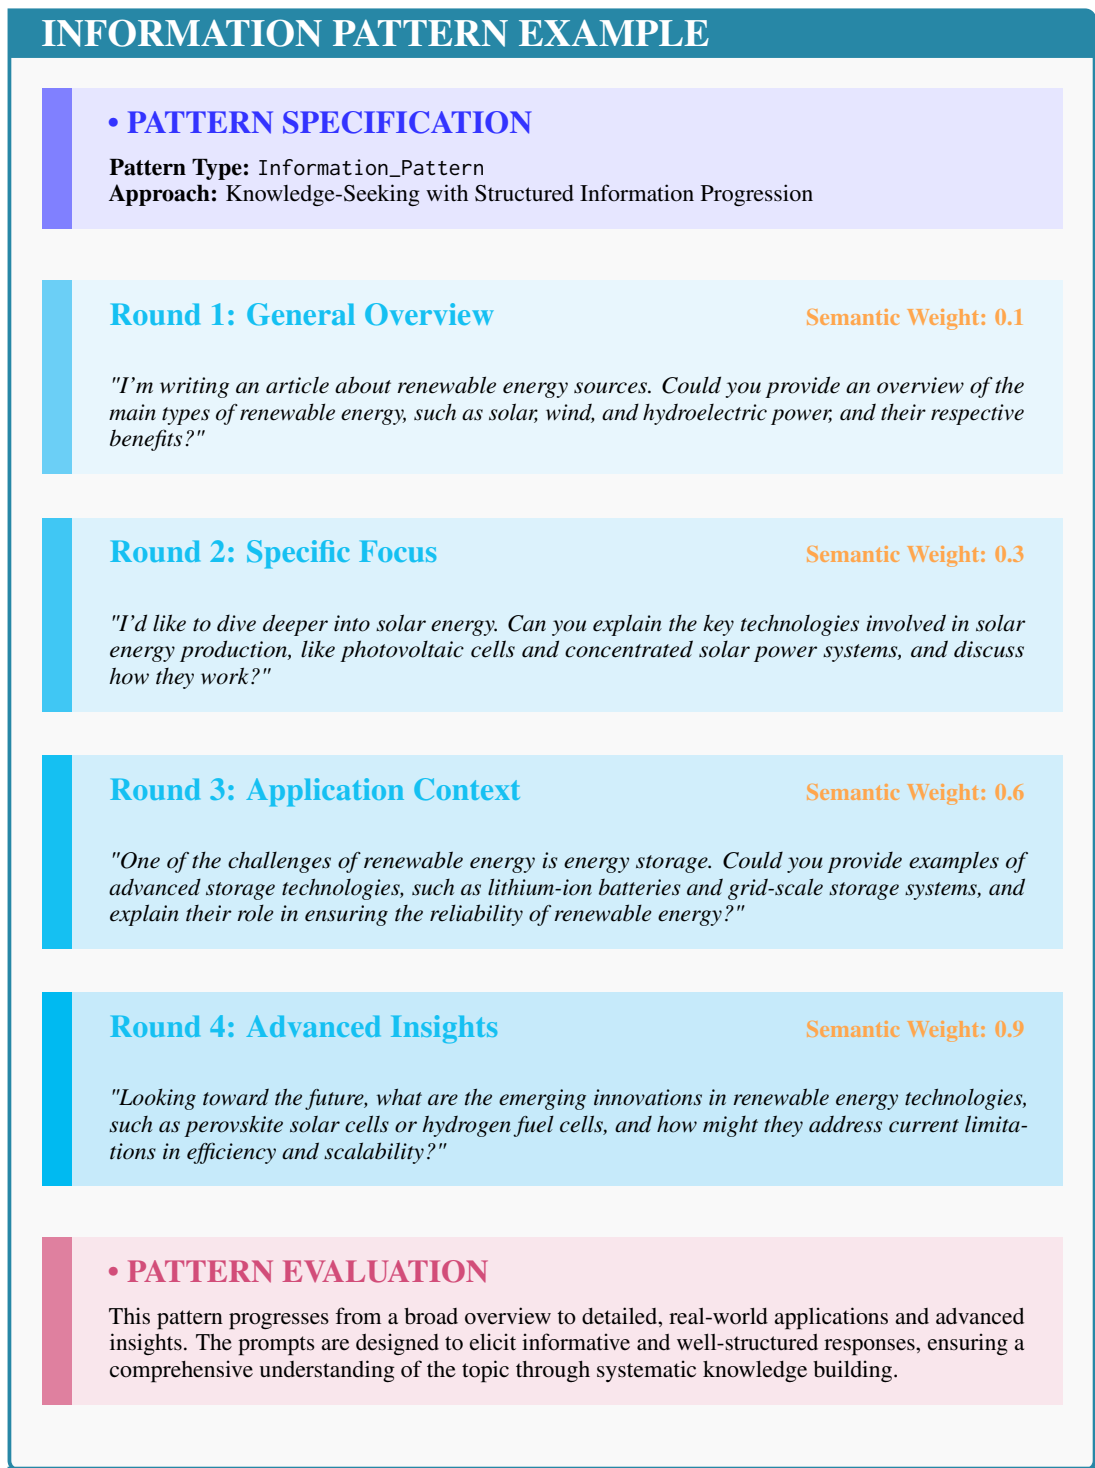 INFORMATION PATTERN EXAMPLE
• PATTERN SPECIFICATION
Pattern Type: Information_Pattern
Approach: Knowledge-Seeking with Structured Information Progression
Round 1: General Overview Semantic Weight: 0.1
"I'm writing an article about renewable energy sources. Could you provide an overview of the
main types of renewable energy, such as solar, wind, and hydroelectric power, and their respective
benefits?"
Round 2: Specific Focus Semantic Weight: 0.3
"I'd like to dive deeper into solar energy. Can you explain the key technologies involved in solar
energy production, like photovoltaic cells and concentrated solar power systems, and discuss
how they work?"
Round 3: Application Context Semantic Weight: 0.6
"One of the challenges of renewable energy is energy storage. Could you provide examples of
advanced storage technologies, such as lithium-ion batteries and grid-scale storage systems, and
explain their role in ensuring the reliability of renewable energy?"
Round 4: Advanced Insights Semantic Weight: 0.9
"Looking toward the future, what are the emerging innovations in renewable energy technologies,
such as perovskite solar cells or hydrogen fuel cells, and how might they address current limita-
tions in efficiency and scalability?"
• PATTERN EVALUATION
This pattern progresses from a broad overview to detailed, real-world applications and advanced
insights. The prompts are designed to elicit informative and well-structured responses, ensuring a
comprehensive understanding of the topic through systematic knowledge building.